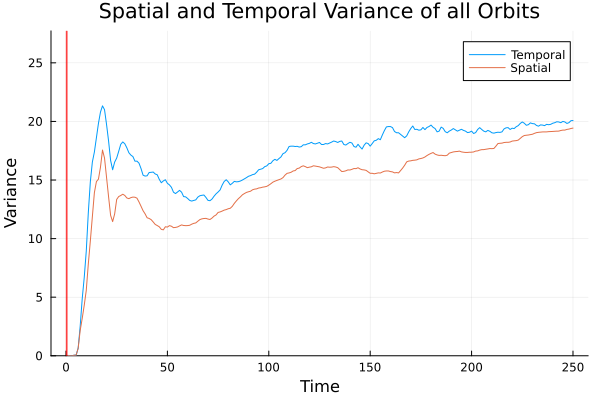 Spatial and Temporal Variance of all Orbits
Variance
25
20
15
10
5
0
Temporal
Spatial
0 50 100 150 200 250
Time